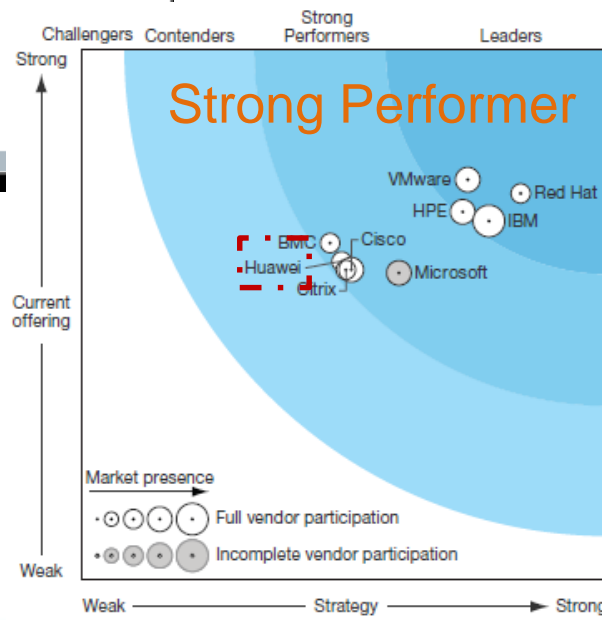 Strong
Challengers Contenders Performers Leaders
Strong
Strong Performer
VMware
Red Hat
HPE
IBM
BMC
Cisco
Huawei
Microsoft
Citrix
Current
offering
Market presence
Full vendor participation
Incomplete vendor participation
Weak
Weak Strategy Strong